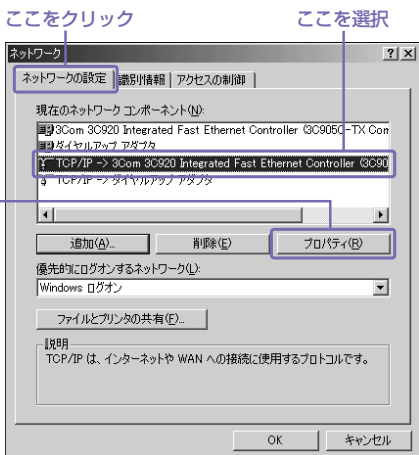 ここをクリック
ここを選択
ネットワーク
ネットワークの設定 識別情報 アクセスの制御
現在のネットワーク コンポーネント(N):
3Com 3C920 Integrated Fast Ethernet Controller (3C905C-TX Com
ダイヤルアップ アダプタ
TCP/IP -> 3Com 3C920 Integrated Fast Ethernet Controller (3C90
TCP/IP -> ダイヤルアップ アダプタ
追加(A)... 削除(E) プロパティ(R)
優先的にログオンするネットワーク(L):
Windows ログオン
ファイルとプリンタの共有(F)...
説明
TCP/IP は、インターネットや WAN への接続に使用するプロトコルです。
OK キャンセル